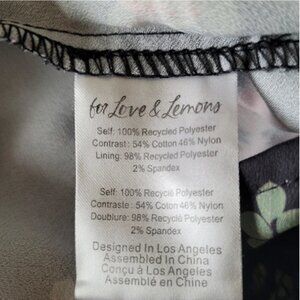 for Love & Lemons
Self: 100% Recycled Polyester
Contrast: 54% Cotton 46% Nylon
Lining: 98% Recycled Polyester
2% Spandex
Self: 100% Recyclé Polyester
Contraste: 54% Coton 46% Nylon
Doublure: 98% Recyclé Polyester
2% Spandex
Designed In Los Angeles
Assembled In China
Conçu à Los Angeles
Assemblé En Chine